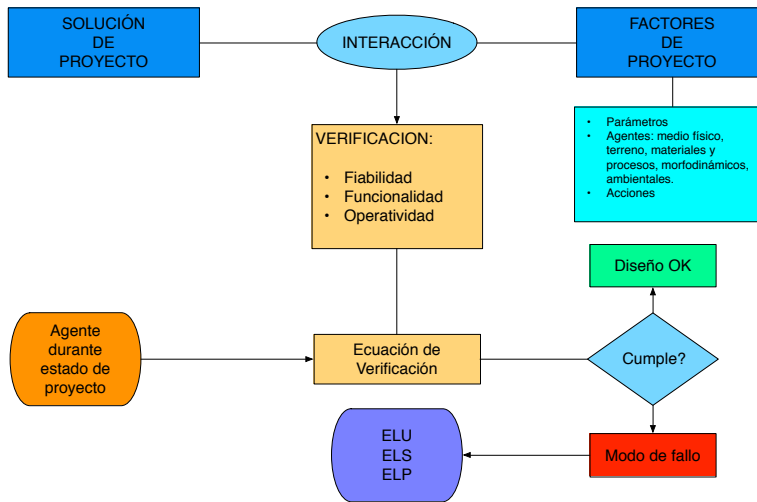 SOLUCIÓN
DE
PROYECTO
INTERACCIÓN
FACTORES
DE
PROYECTO
• Parámetros
• Agentes: medio físico,
terreno, materiales y
procesos, morfodinámicos,
ambientales.
• Acciones
VERIFICACION:
• Fiabilidad
• Funcionalidad
• Operatividad
Diseño OK
Agente
durante
estado de
proyecto
Ecuación de
Verificación
Cumple?
ELU
ELS
ELP
Modo de fallo